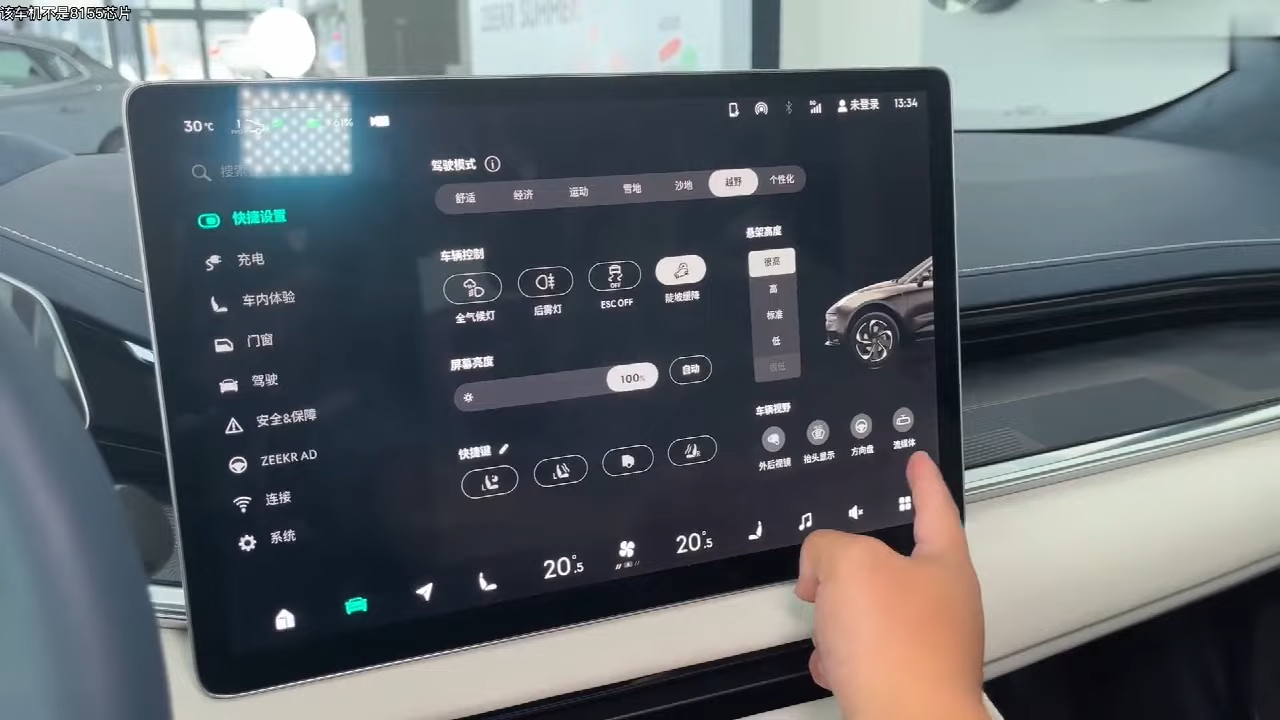 该车机不是8155芯片
ZEEKR SUMMER
30℃
61%
5G
未登录
13:34
搜索
快捷设置
充电
车内体验
门窗
驾驶
安全&保障
ZEEKR AD
连接
系统
驾驶模式
舒适
经济
运动
雪地
沙地
越野
个性化
车辆控制
全气候灯
后雾灯
OFF
ESC OFF
陡坡缓降
悬架高度
很高
高
标准
低
很低
屏幕亮度
100%
自动
快捷键
车辆视野
外后视镜
抬头显示
方向盘
流媒体
20.5
20.5